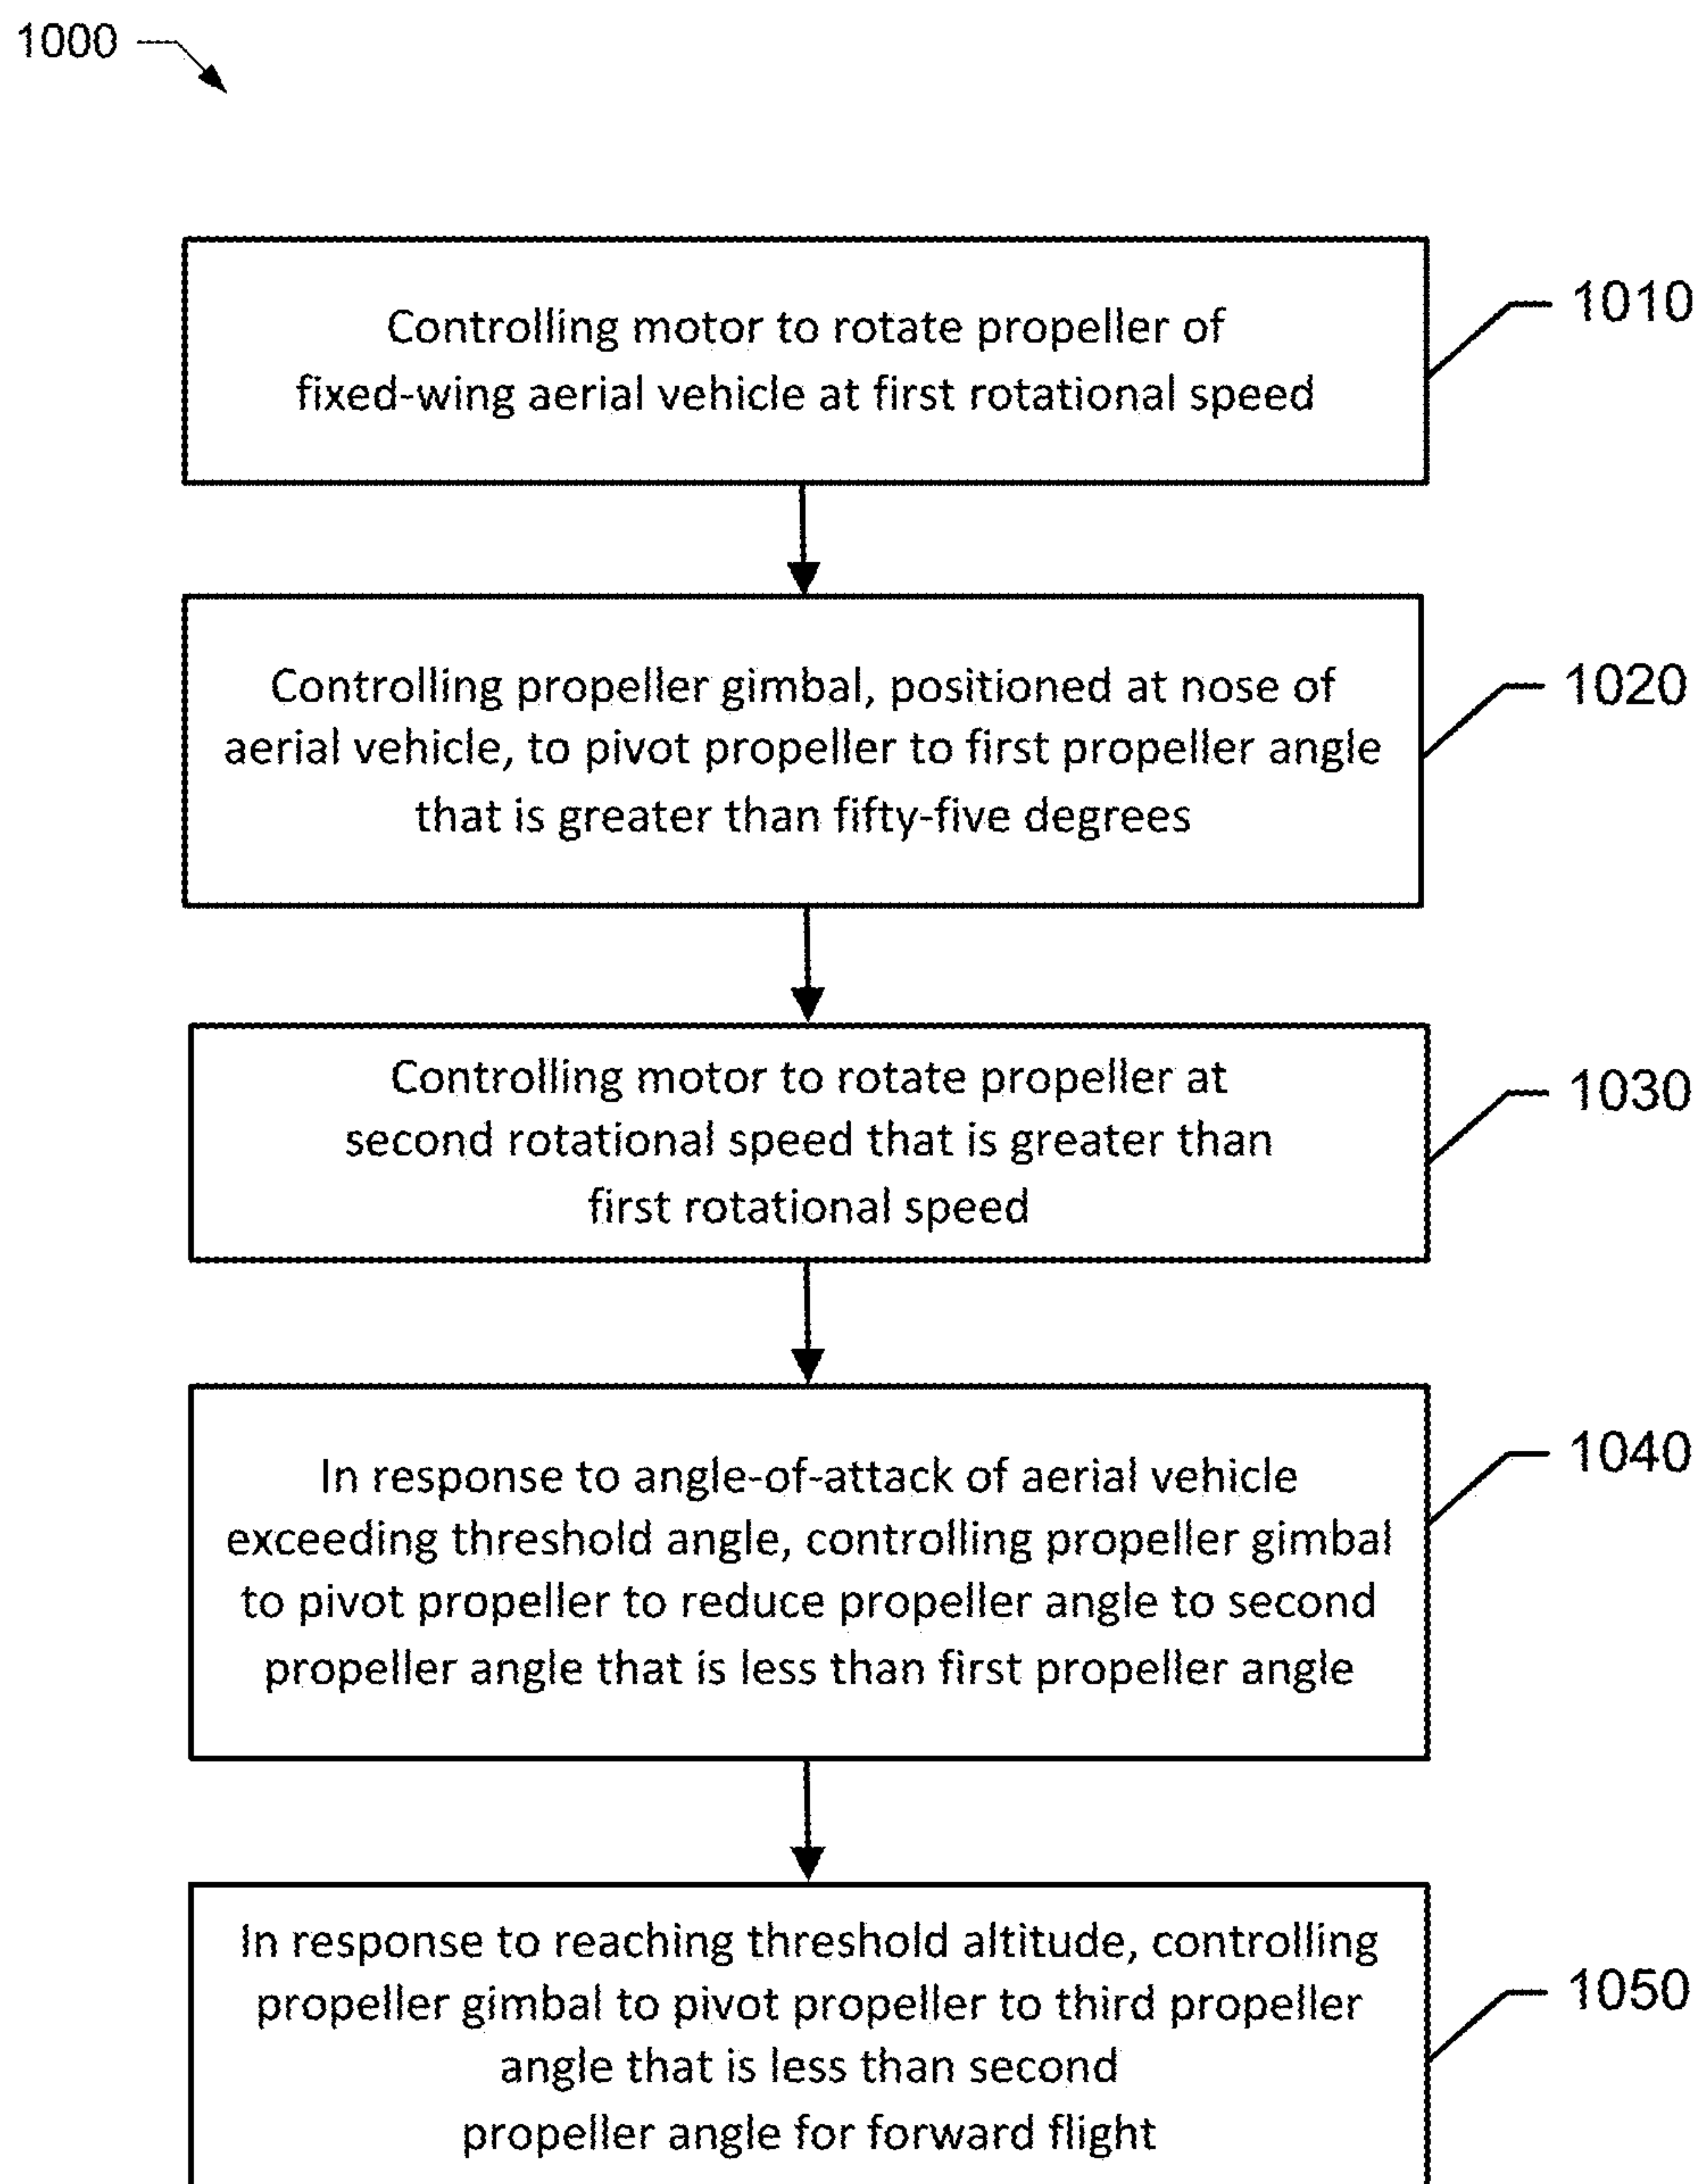 1000
Controlling motor to rotate propeller of
fixed-wing aerial vehicle at first rotational speed
1010
Controlling propeller gimbal, positioned at nose of
aerial vehicle, to pivot propeller to first propeller angle
that is greater than fifty-five degrees
1020
Controlling motor to rotate propeller at
second rotational speed that is greater than
first rotational speed
1030
In response to angle-of-attack of aerial vehicle
exceeding threshold angle, controlling propeller gimbal
to pivot propeller to reduce propeller angle to second
propeller angle that is less than first propeller angle
1040
In response to reaching threshold altitude, controlling
propeller gimbal to pivot propeller to third propeller
angle that is less than second
propeller angle for forward flight
1050